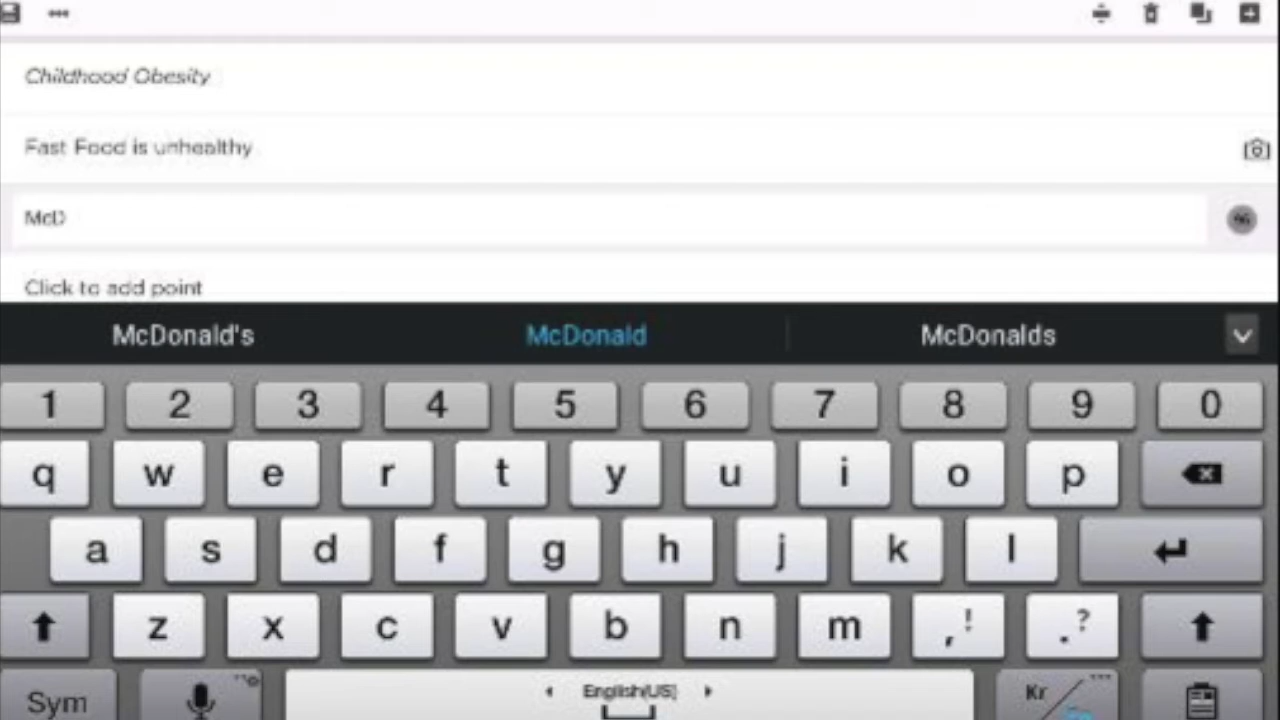 Childhood Obesity
Fast Food is unhealthy
McD
Click to add point
McDonald's McDonald McDonalds
1 2 3 4 5 6 7 8 9 0
q w e r t y u i o p
a s d f g h j k l
z x c v b n m ,! .?
Sym English(US) Kr